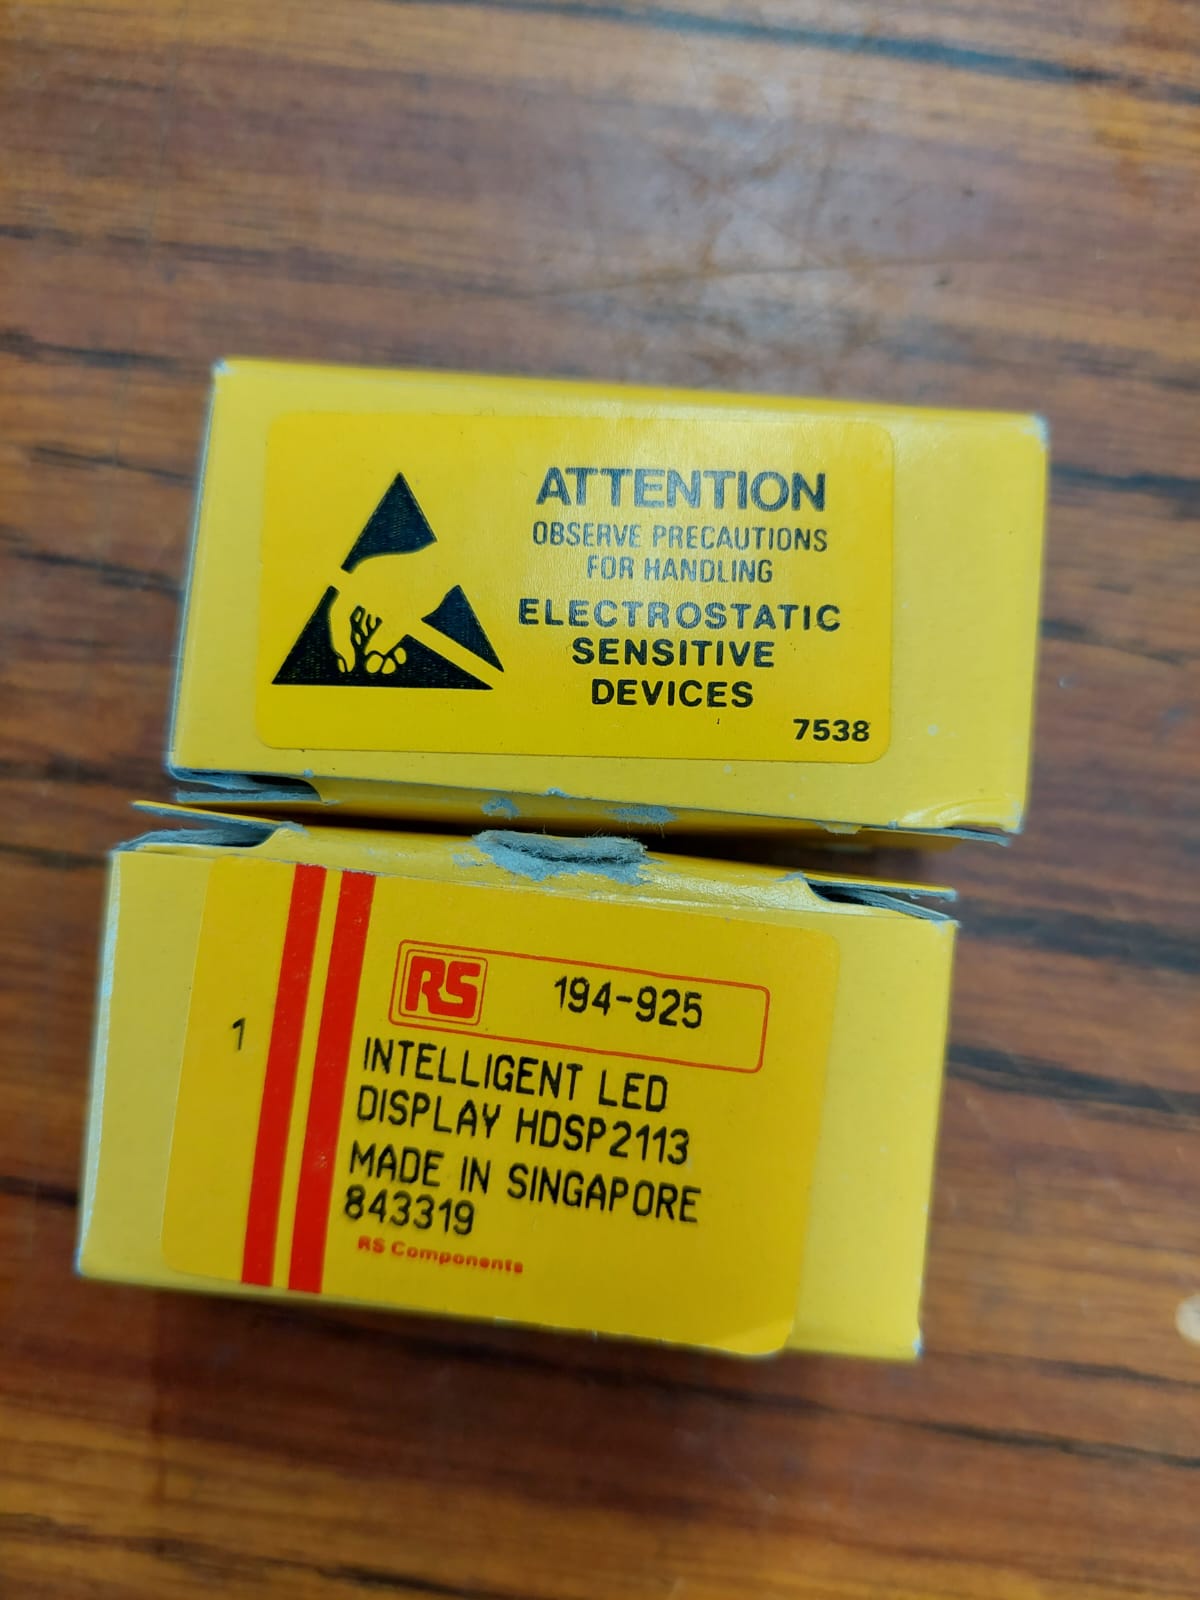 ATTENTION
OBSERVE PRECAUTIONS
FOR HANDLING
ELECTROSTATIC
SENSITIVE
DEVICES
7538
RS 194-925
1
INTELLIGENT LED
DISPLAY HDSP2113
MADE IN SINGAPORE
843319
RS Components